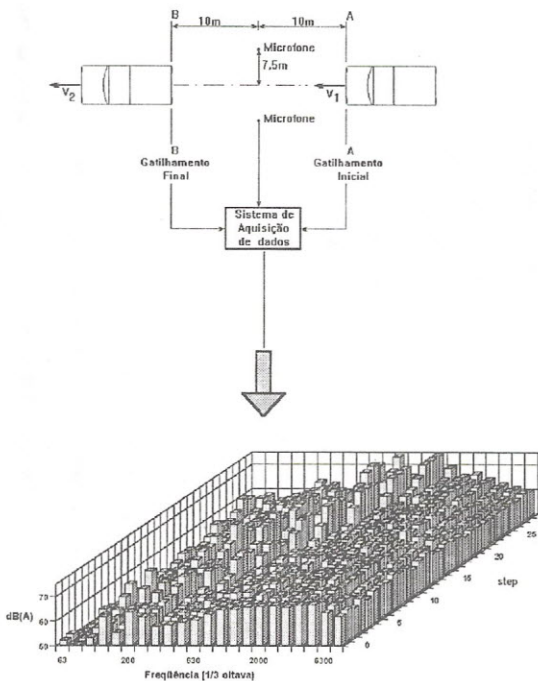 B
A
10m
10m
Microfone
7,5m
V2
V1
Microfone
B
Gatilhamento
Final
A
Gatilhamento
Inicial
Sistema de
Aquisição
de dados
70
60
50
dB(A)
63
200
630
2000
6300
Freqüência [1/3 oitava]
0
5
10
15
20
25
step